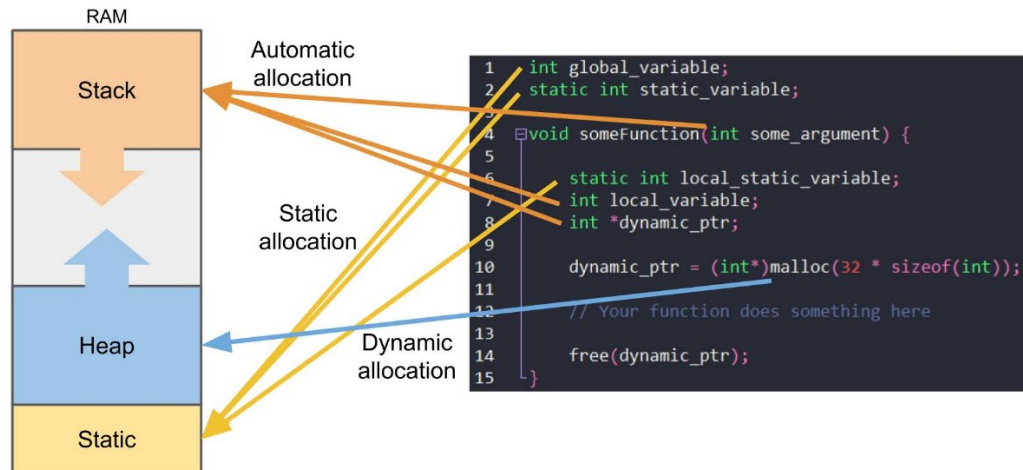 RAM
Stack
Heap
Static
Automatic
allocation
Static
allocation
Dynamic
allocation
1 int global_variable;
2 static int static_variable;
3
4 void someFunction(int some_argument) {
5
6 static int local_static_variable;
7 int local_variable;
8 int *dynamic_ptr;
9
10 dynamic_ptr = (int*)malloc(32 * sizeof(int));
11
12 // Your function does something here
13
14 free(dynamic_ptr);
15 }